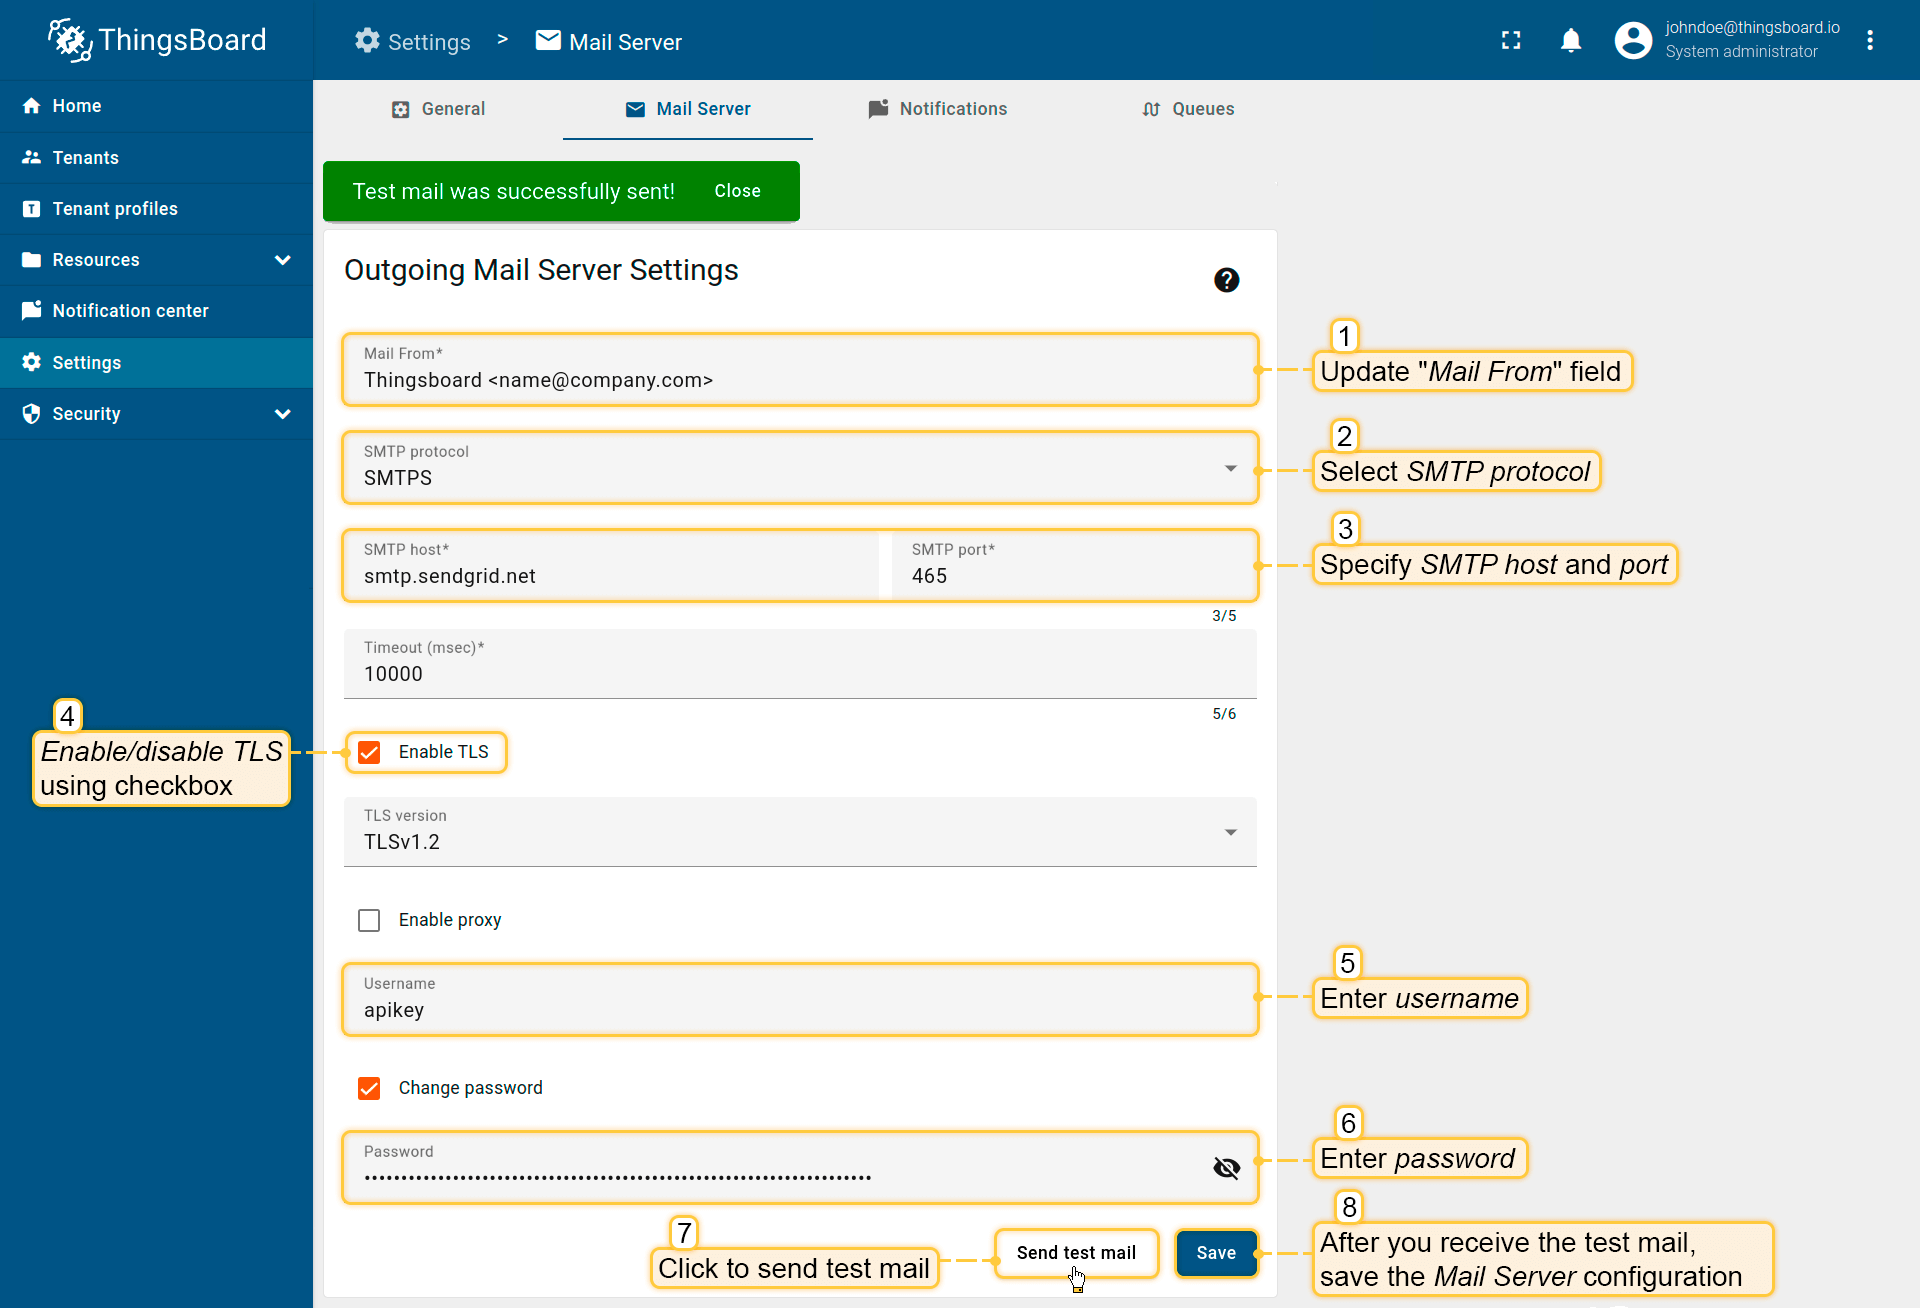 ThingsBoard
Settings > Mail Server
johndoe@thingsboard.io
System administrator
Home
Tenants
Tenant profiles
Resources
Notification center
Settings
Security
General
Mail Server
Notifications
Queues
Test mail was successfully sent! Close
Outgoing Mail Server Settings
Mail From*
Thingsboard <name@company.com>
1
Update "Mail From" field
SMTP protocol
SMTPS
2
Select SMTP protocol
SMTP host*
smtp.sendgrid.net
SMTP port*
465
3/5
3
Specify SMTP host and port
Timeout (msec)*
10000
5/6
4
Enable/disable TLS
using checkbox
Enable TLS
TLS version
TLSv1.2
Enable proxy
Username
apikey
5
Enter username
Change password
Password
6
Enter password
7
Click to send test mail
Send test mail
Save
8
After you receive the test mail,
save the Mail Server configuration